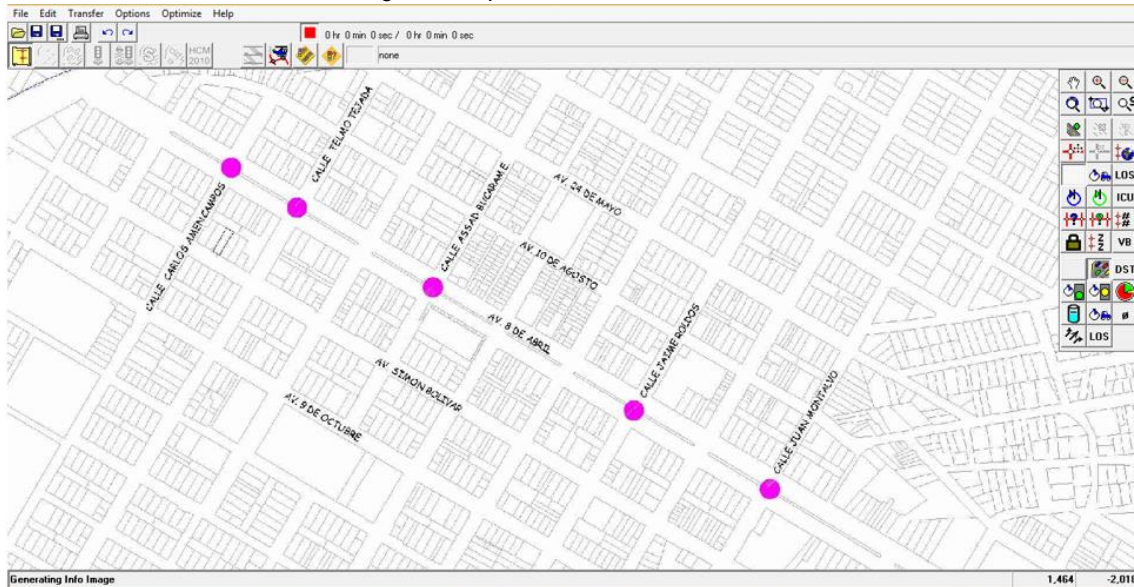 File Edit Transfer Options Optimize Help
0 hr 0 min 0 sec / 0 hr 0 min 0 sec
HCM
2010
none
CALLE CARLOS AMEN CAMPOS
CALLE TELMO TEJADA
CALLE ASSAD BUCARAM E.
AV. 24 DE MAYO
AV. 10 DE AGOSTO
AV. 8 DE ABRIL
AV. SIMON BOLIVAR
AV. 9 DE OCTUBRE
CALLE JAIME ROLDOS
CALLE JUAN MONTALVO
LOS
ICU
VB
DST
ø
LOS
Generating Info Image
1,464